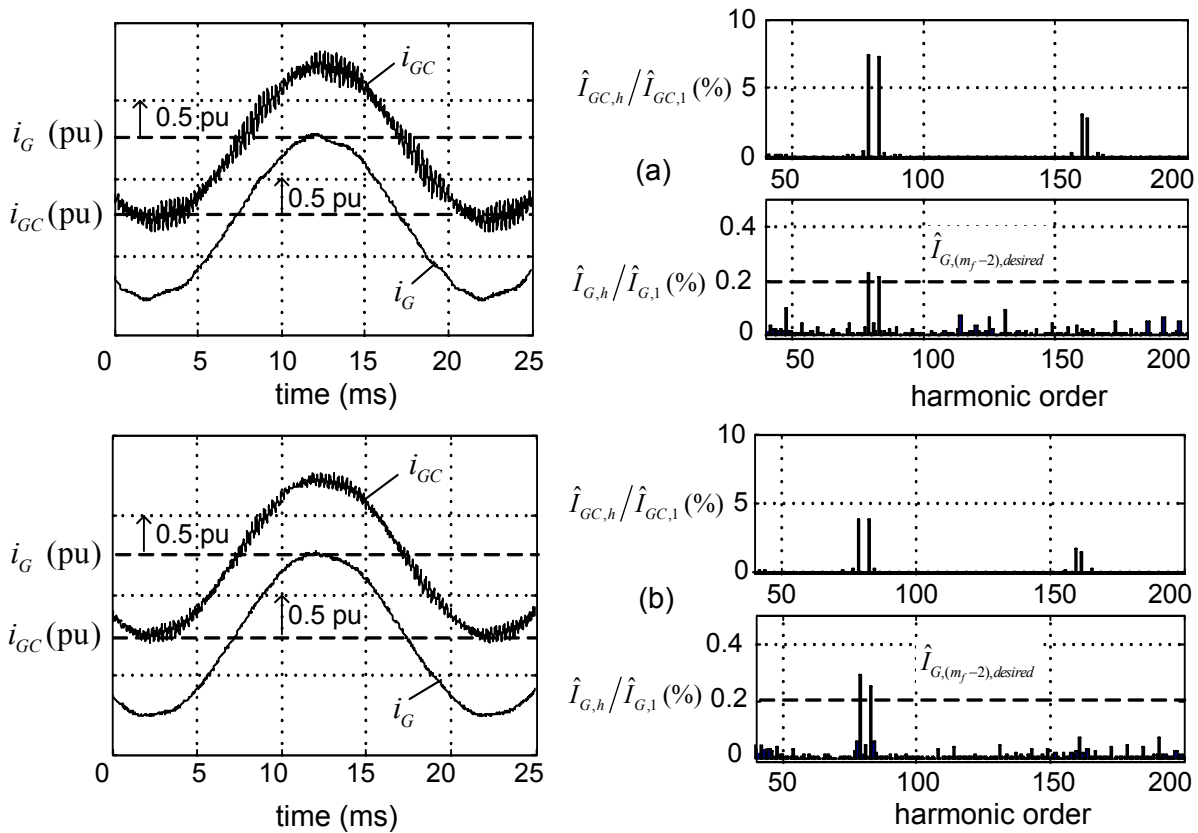 i_GC
0.5 pu
i_G (pu)
0.5 pu
i_GC (pu)
i_G
0 5 10 15 20 25
time (ms)
10
Î_GC,h/Î_GC,1 (%)
5
0
50 100 150 200
(a)
0.4
Î_G,(m_f−2),desired
Î_G,h/Î_G,1 (%)
0.2
0
50 100 150 200
harmonic order
i_GC
0.5 pu
i_G (pu)
0.5 pu
i_GC (pu)
i_G
0 5 10 15 20 25
time (ms)
10
Î_GC,h/Î_GC,1 (%)
5
0
50 100 150 200
(b)
0.4
Î_G,(m_f−2),desired
Î_G,h/Î_G,1 (%)
0.2
0
50 100 150 200
harmonic order